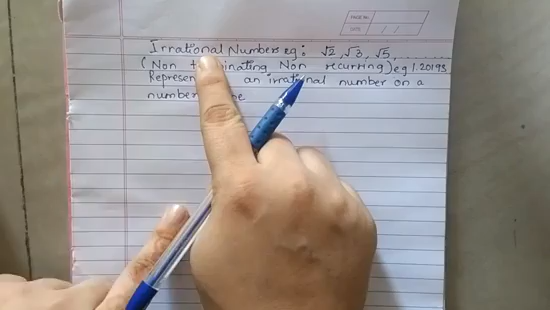 PAGE NO.
DATE / /
Irrational Numbers eg: √2, √3, √5, ........
( Non inating Non recurring) eg 1.20193
Represen an irrational number on a
number ne